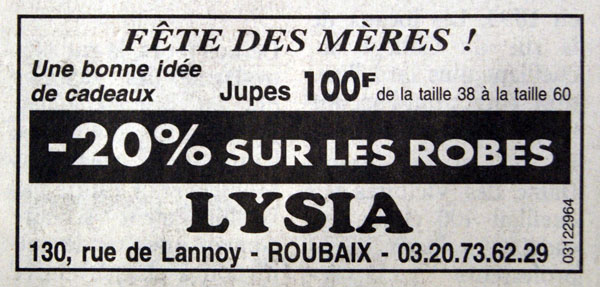 FÊTE DES MÈRES !
Une bonne idée
de cadeaux
Jupes 100F de la taille 38 à la taille 60
-20% SUR LES ROBES
LYSIA
130, rue de Lannoy - ROUBAIX - 03.20.73.62.29
03122964